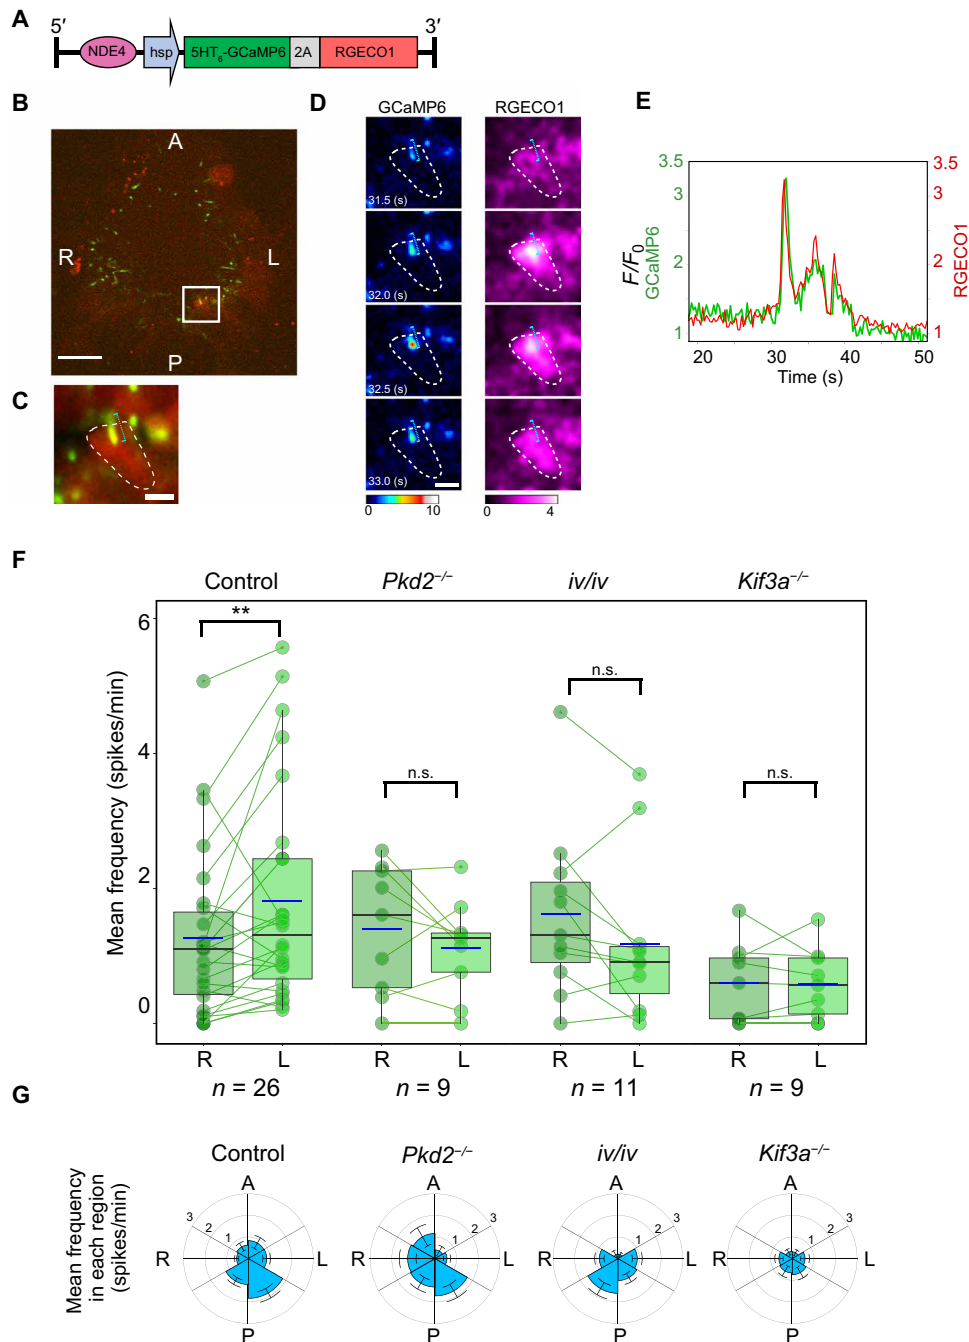 A
5′ 3′
NDE4 hsp 5HT6-GCaMP6 2A RGECO1
B
A
R L
P
C
D
GCaMP6 RGECO1
31.5 (s)
32.0 (s)
32.5 (s)
33.0 (s)
0 10 0 4
E
3.5 3.5
3 3
2 2
1 1
F/F0
GCaMP6
RGECO1
20 30 40 50
Time (s)
F
Control Pkd2−/− iv/iv Kif3a−/−
Mean frequency (spikes/min)
6
4
2
0
** n.s. n.s. n.s.
R L R L R L R L
n = 26 n = 9 n = 11 n = 9
G
Control Pkd2−/− iv/iv Kif3a−/−
Mean frequency
in each region
(spikes/min)
A A A A
3 2 1 1 2 3 1 2 3 1 2 3
R L R L R L R L
P P P P